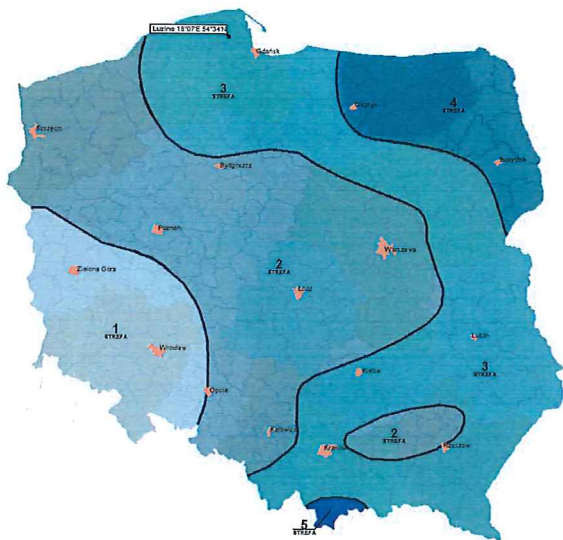 Luzino 18°07'E 54°34'N
Gdańsk
3
STREFA
4
STREFA
Olsztyn
Szczecin
Białystok
Bydgoszcz
Poznań
Warszawa
2
STREFA
Zielona Góra
Łódź
1
STREFA
Wrocław
Lublin
3
STREFA
Kielce
Opole
2
STREFA
Katowice
Kraków
Rzeszów
5
STREFA